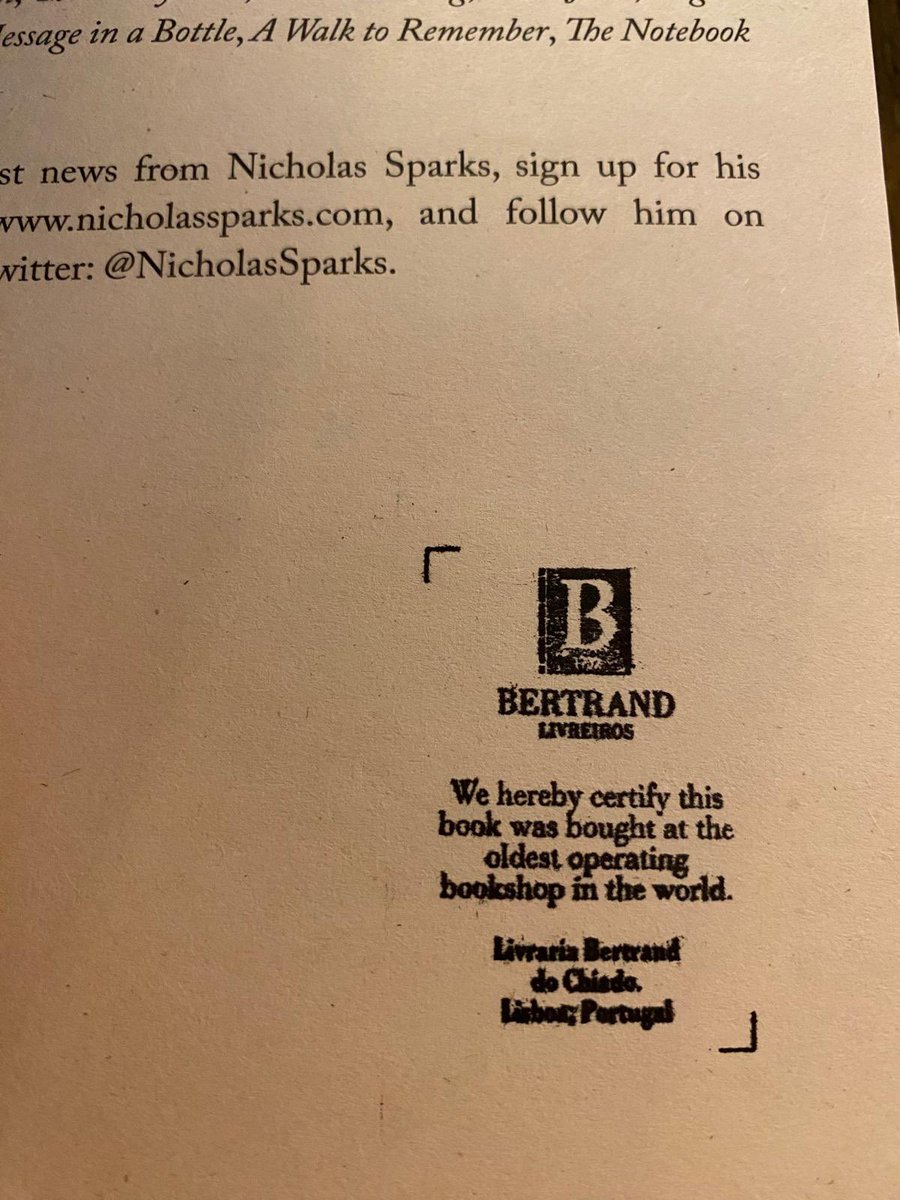 Message in a Bottle, A Walk to Remember, The Notebook
st news from Nicholas Sparks, sign up for his
www.nicholassparks.com, and follow him on
witter: @NicholasSparks.
B
BERTRAND
LIVREIROS
We hereby certify this
book was bought at the
oldest operating
bookshop in the world.
Livraria Bertrand
do Chiado.
Lisboa, Portugal